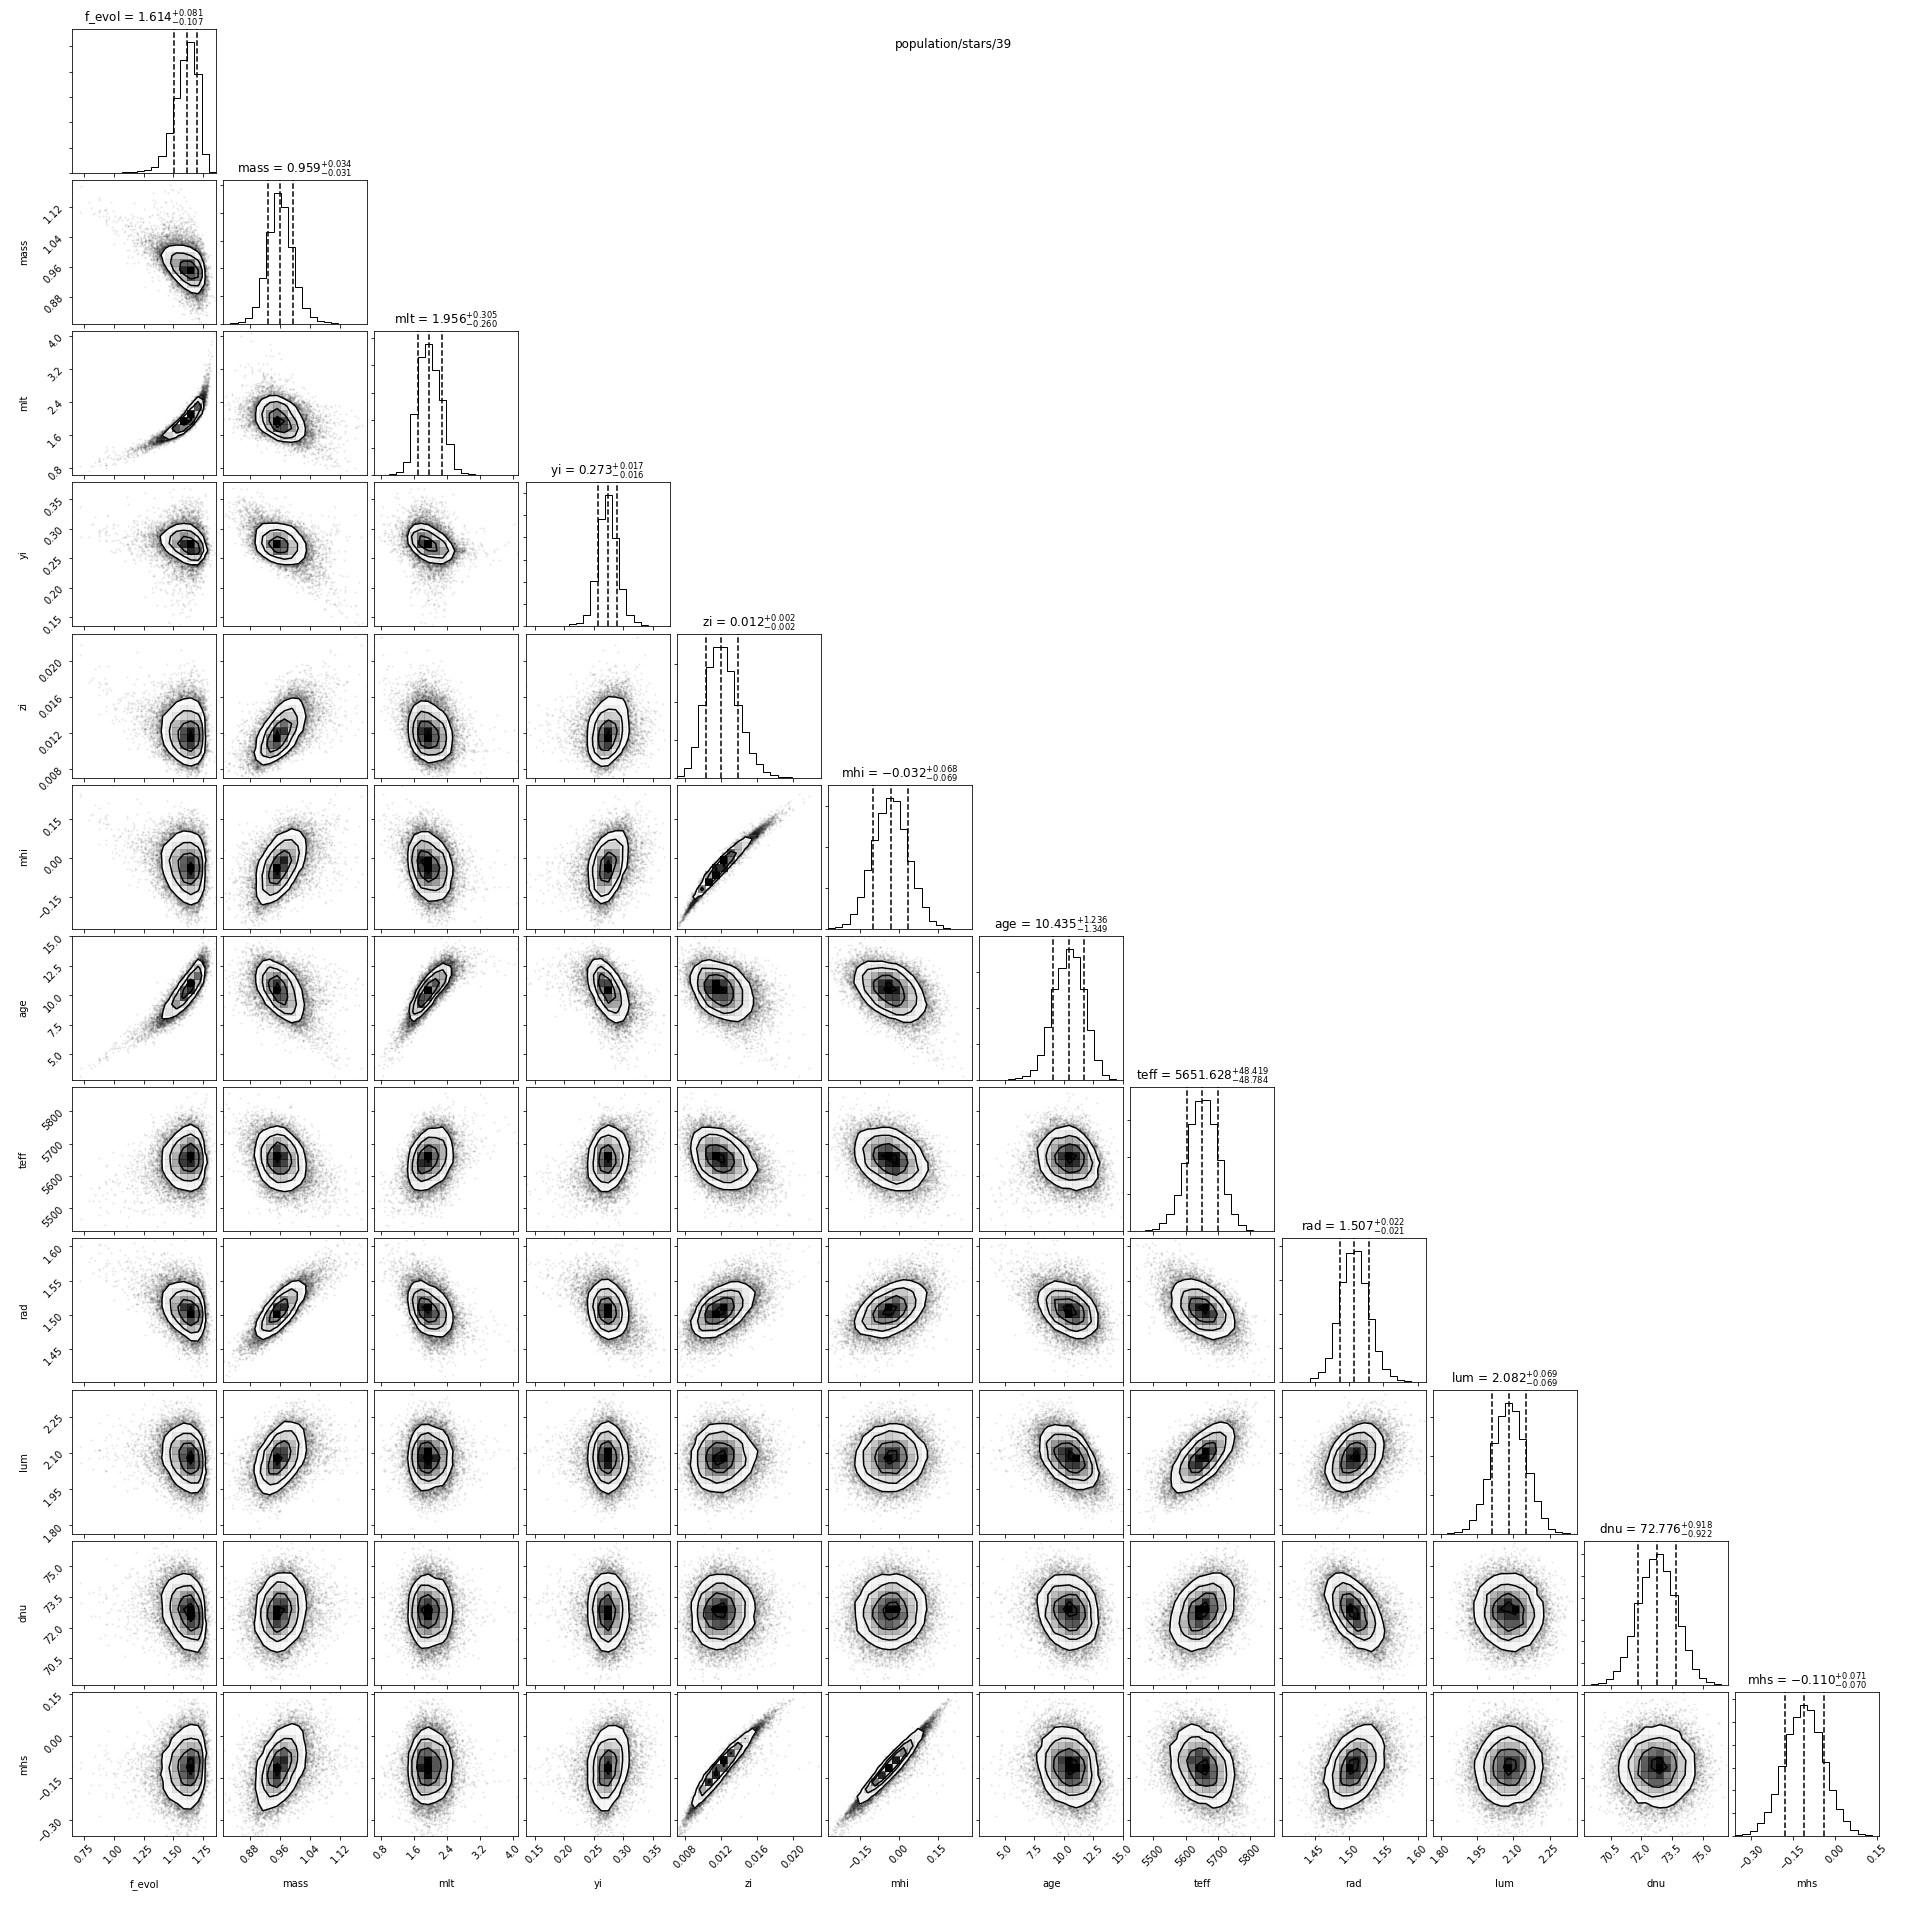 f_evol = 1.614+0.081−0.107
population/stars/39
mass = 0.959+0.034−0.031
1.12
1.04
0.96
0.88
mass
mlt = 1.956+0.305−0.260
4.0
3.2
2.4
1.6
0.8
mlt
yi = 0.273+0.017−0.016
0.35
0.30
0.25
0.20
0.15
yi
zi = 0.012+0.002−0.002
0.020
0.016
0.012
0.008
zi
mhi = −0.032+0.068−0.069
0.15
0.00
−0.15
mhi
age = 10.435+1.236−1.349
15.0
12.5
10.0
7.5
5.0
age
teff = 5651.628+48.419−48.784
5800
5700
5600
5500
teff
rad = 1.507+0.022−0.021
1.60
1.55
1.50
1.45
rad
lum = 2.082+0.069−0.069
2.25
2.10
1.95
1.80
lum
dnu = 72.776+0.918−0.922
75.0
73.5
72.0
70.5
dnu
mhs = −0.110+0.071−0.070
0.15
0.00
−0.15
−0.30
mhs
0.75 1.00 1.25 1.50 1.75 0.88 0.96 1.04 1.12 0.8 1.6 2.4 3.2 4.0 0.15 0.20 0.25 0.30 0.35 0.008 0.012 0.016 0.020 −0.15 0.00 0.15 5.0 7.5 10.0 12.5 15.0 5500 5600 5700 5800 1.45 1.50 1.55 1.60 1.80 1.95 2.10 2.25 70.5 72.0 73.5 75.0 −0.30 −0.15 0.00 0.15
f_evol mass mlt yi zi mhi age teff rad lum dnu mhs